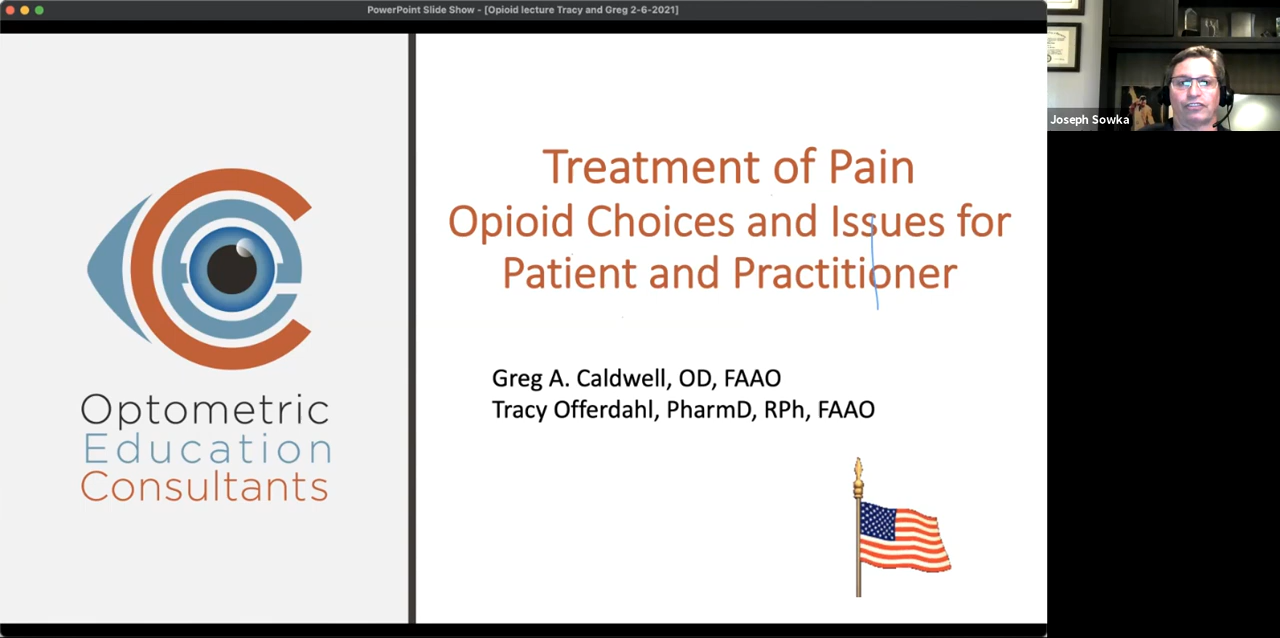 PowerPoint Slide Show - [Opioid lecture Tracy and Greg 2-6-2021]
Joseph Sowka
Treatment of Pain
Opioid Choices and Issues for
Patient and Practitioner
Greg A. Caldwell, OD, FAAO
Tracy Offerdahl, PharmD, RPh, FAAO
Optometric
Education
Consultants